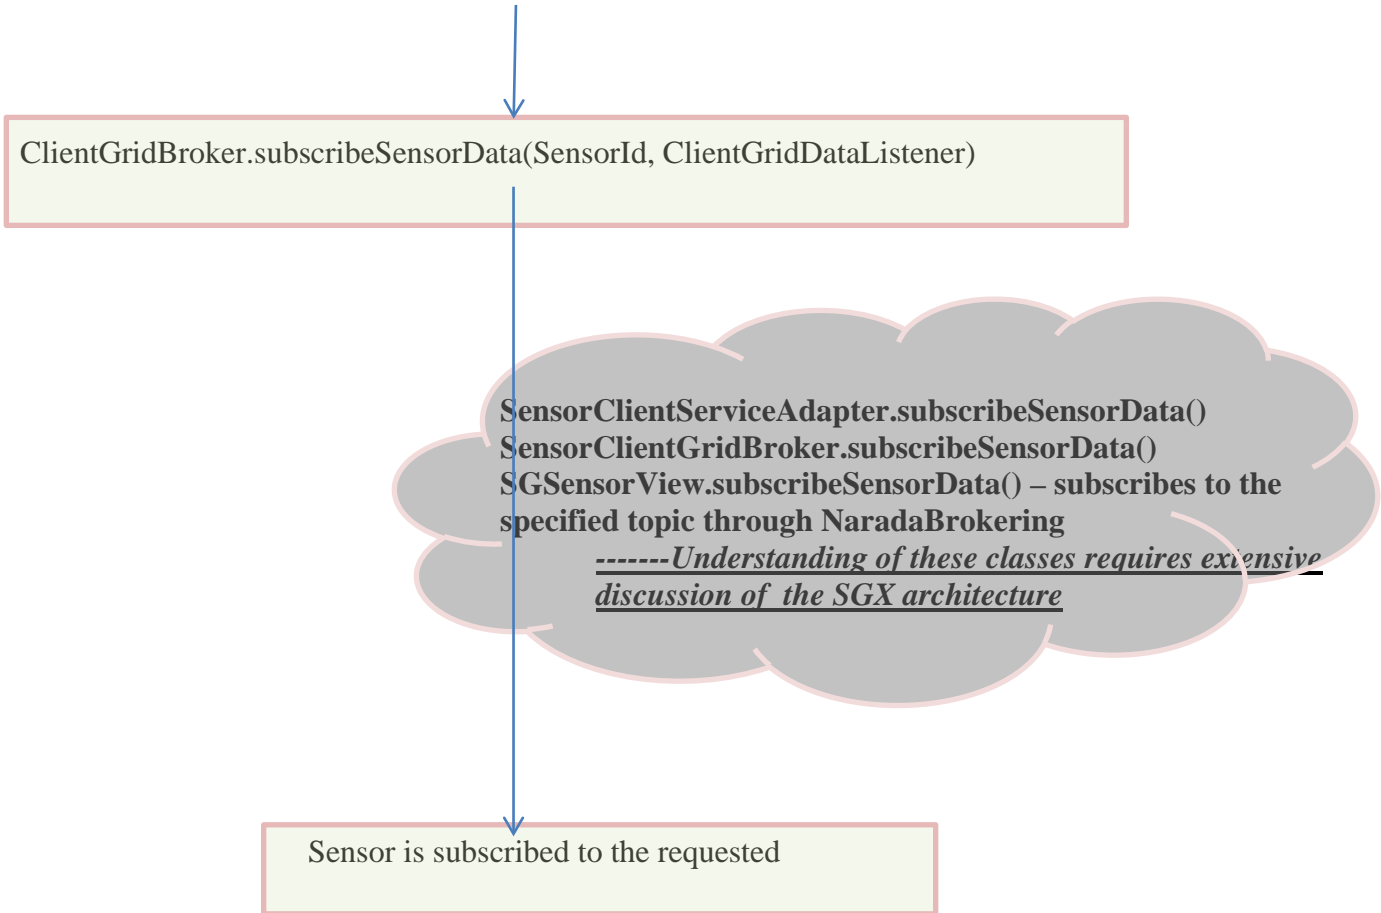 ClientGridBroker.subscribeSensorData(SensorId, ClientGridDataListener)
SensorClientServiceAdapter.subscribeSensorData()
SensorClientGridBroker.subscribeSensorData()
SGSensorView.subscribeSensorData() – subscribes to the
specified topic through NaradaBrokering
-------Understanding of these classes requires extensive
discussion of the SGX architecture
Sensor is subscribed to the requested